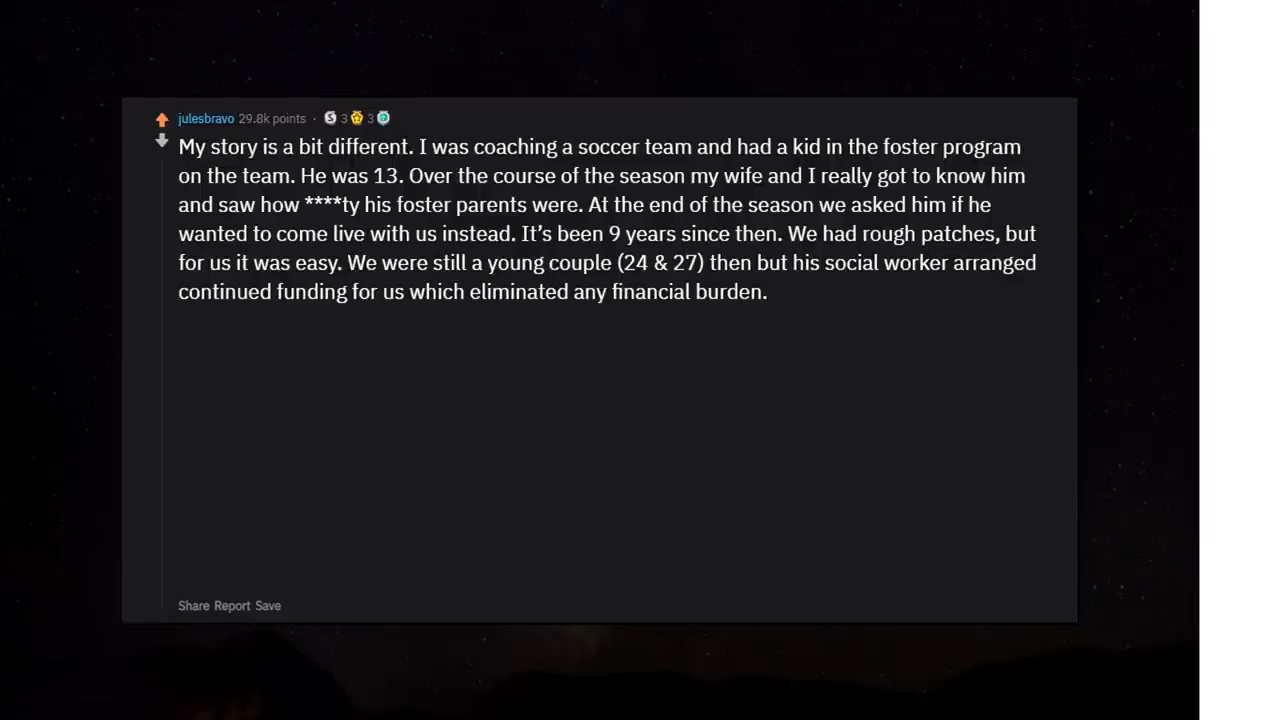 julesbravo 29.8k points · 3 3
My story is a bit different. I was coaching a soccer team and had a kid in the foster program
on the team. He was 13. Over the course of the season my wife and I really got to know him
and saw how ****ty his foster parents were. At the end of the season we asked him if he
wanted to come live with us instead. It’s been 9 years since then. We had rough patches, but
for us it was easy. We were still a young couple (24 & 27) then but his social worker arranged
continued funding for us which eliminated any financial burden.
Share Report Save